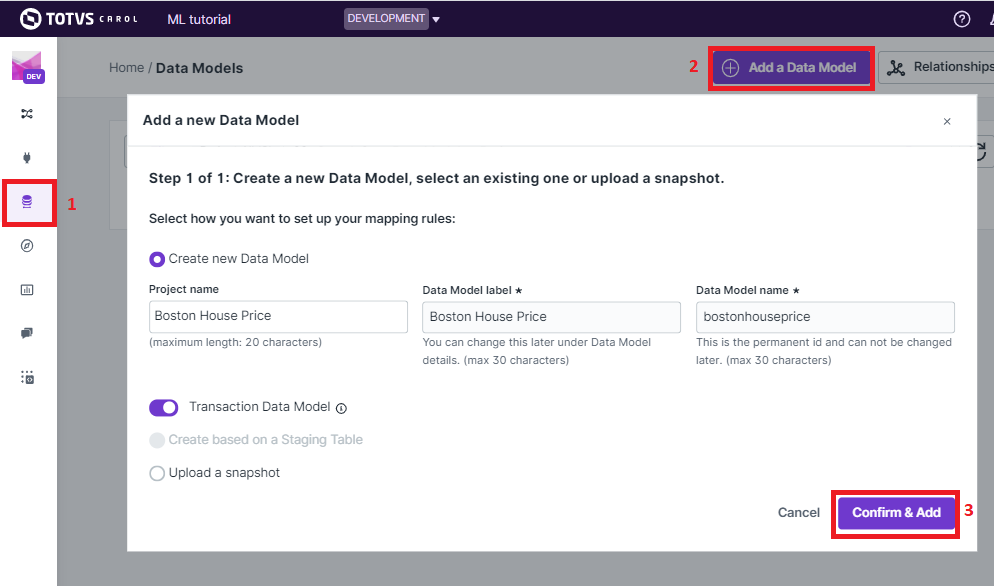 TOTVS CAROL ML tutorial DEVELOPMENT
DEV
Home / Data Models 2 Add a Data Model Relationships
Add a new Data Model ×
Step 1 of 1: Create a new Data Model, select an existing one or upload a snapshot.
1
Select how you want to set up your mapping rules:
Create new Data Model
Project name Data Model label ★ Data Model name ★
Boston House Price Boston House Price bostonhouseprice
(maximum length: 20 characters) You can change this later under Data Model This is the permanent id and can not be changed
details. (max 30 characters) later. (max 30 characters)
Transaction Data Model
Create based on a Staging Table
Upload a snapshot
Cancel Confirm & Add 3